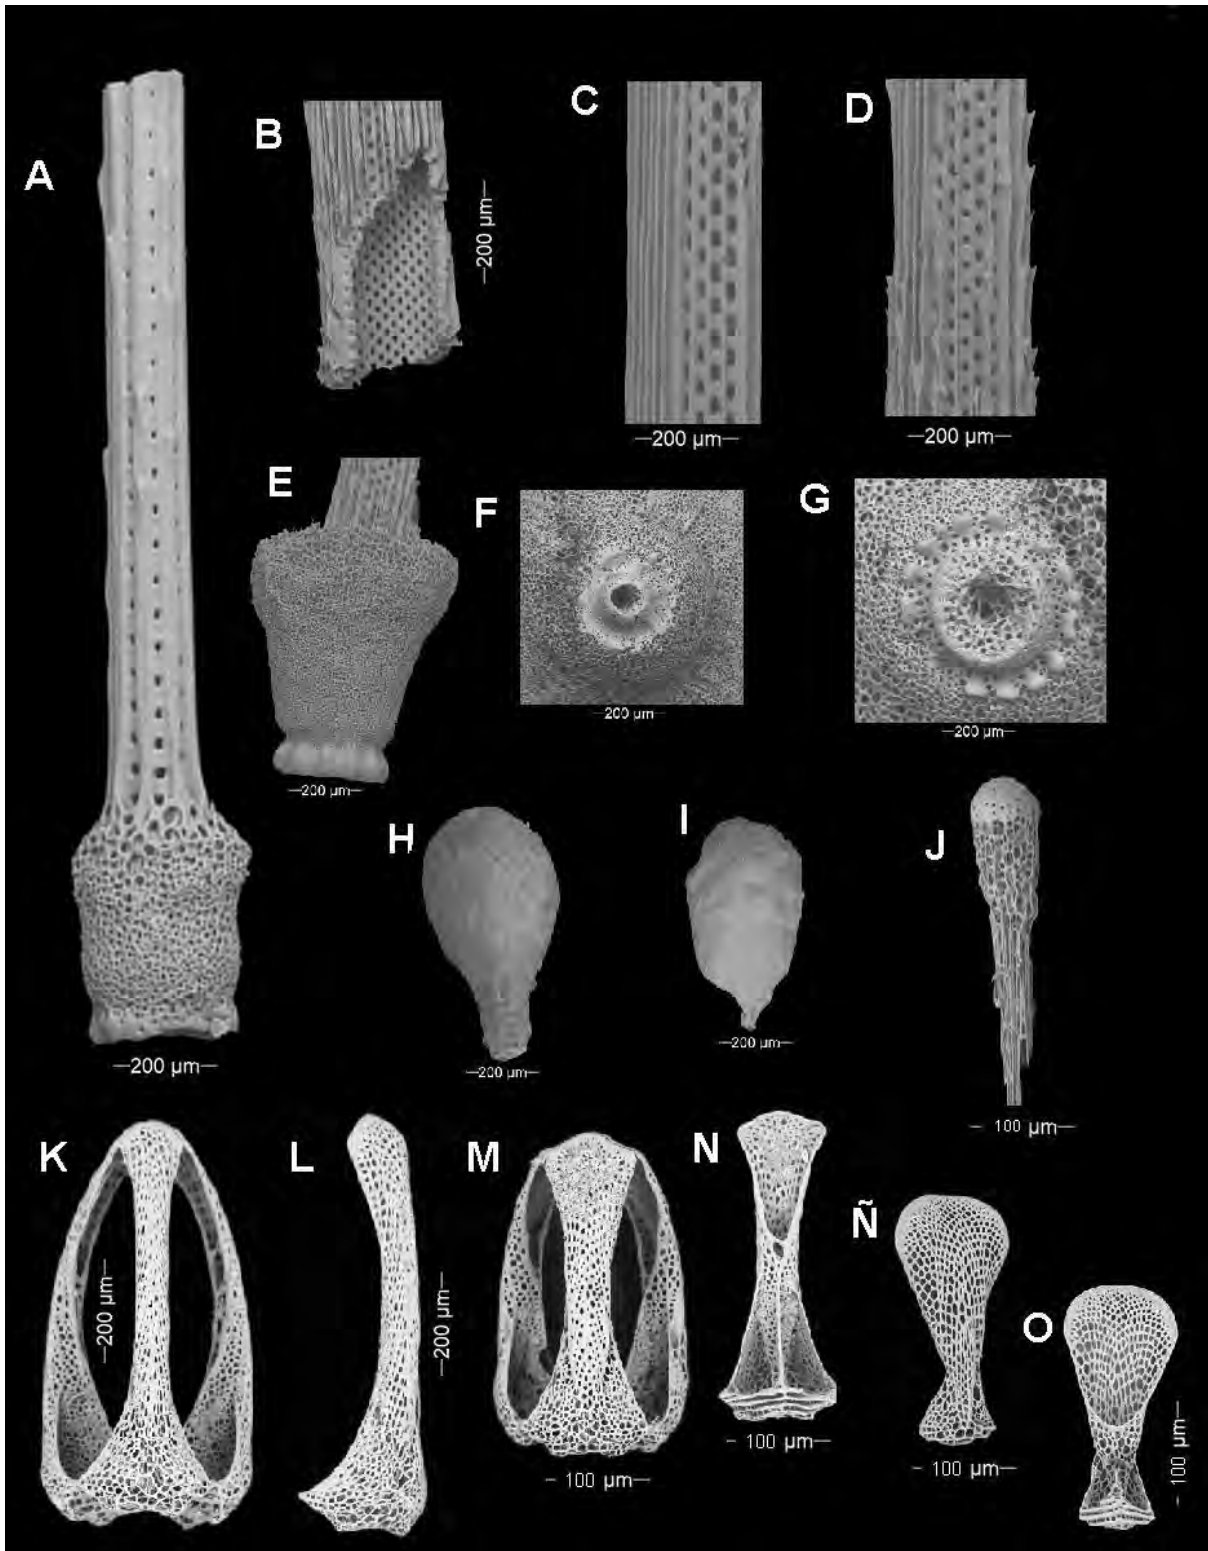 A
B
—200 µm—
C
D
—200 µm—
—200 µm—
E
F
G
—200 µm—
—200 µm—
—200 µm—
H
I
J
—200 µm—
—200 µm—
—200 µm—
- 100 µm—
K
L
M
N
Ñ
O
—200 µm—
—200 µm—
- 100 µm—
- 100 µm—
- 100 µm—
- 100 µm—